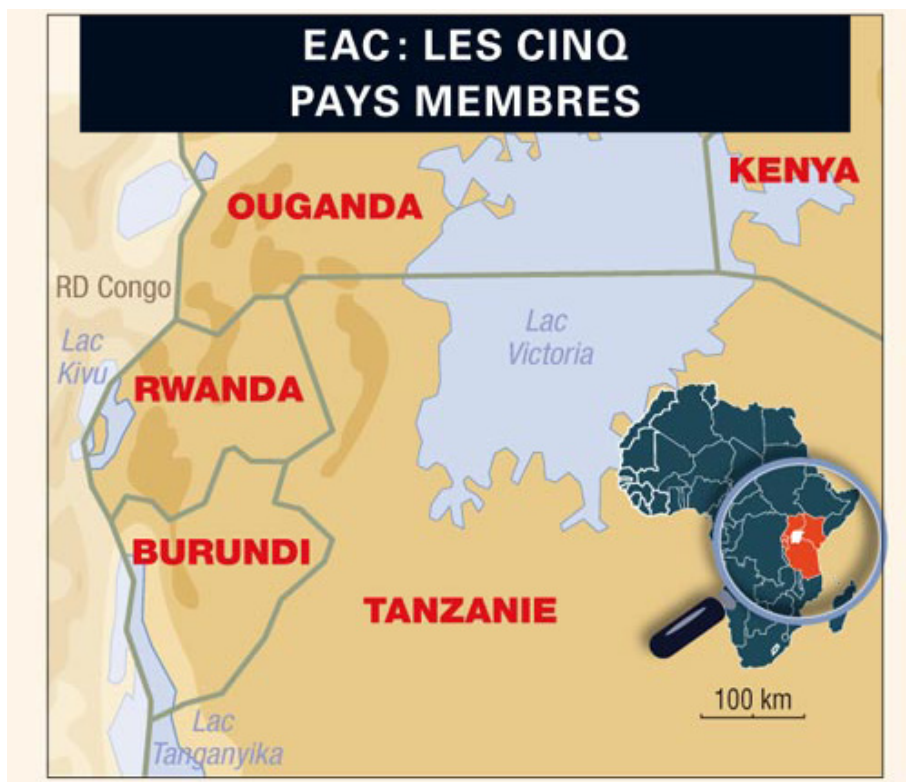 EAC : LES CINQ
PAYS MEMBRES
KENYA
OUGANDA
RD Congo
Lac
Victoria
Lac
Kivu
RWANDA
BURUNDI
TANZANIE
100 km
Lac
Tanganyika